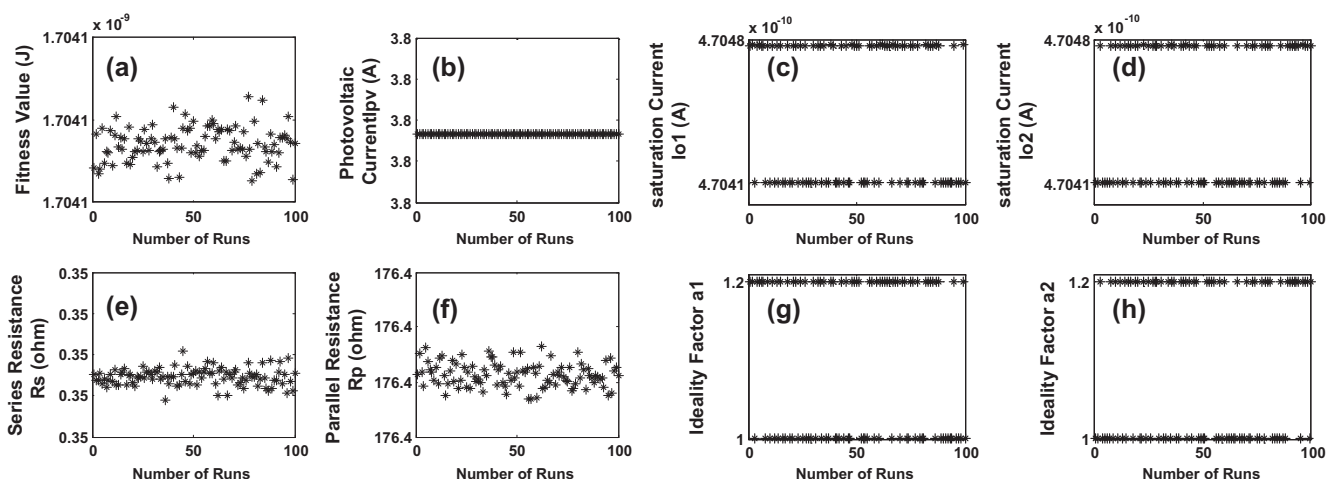 x 10^-9
1.7041
1.7041
1.7041
(a)
Fitness Value (J)
0 50 100
Number of Runs
3.8
3.8
3.8
3.8
3.8
(b)
Photovoltaic
CurrentIpv (A)
0 50 100
Number of Runs
x 10^-10
4.7048
4.7041
(c)
saturation Current
Io1 (A)
0 50 100
Number of Runs
x 10^-10
4.7048
4.7041
(d)
saturation Current
Io2 (A)
0 50 100
Number of Runs
0.35
0.35
0.35
0.35
0.35
(e)
Series Resistance
Rs (ohm)
0 50 100
Number of Runs
176.4
176.4
176.4
176.4
(f)
Parallel Resistance
Rp (ohm)
0 50 100
Number of Runs
1.2
1
(g)
Ideality Factor a1
0 50 100
Number of Runs
1.2
1
(h)
Ideality Factor a2
0 50 100
Number of Runs